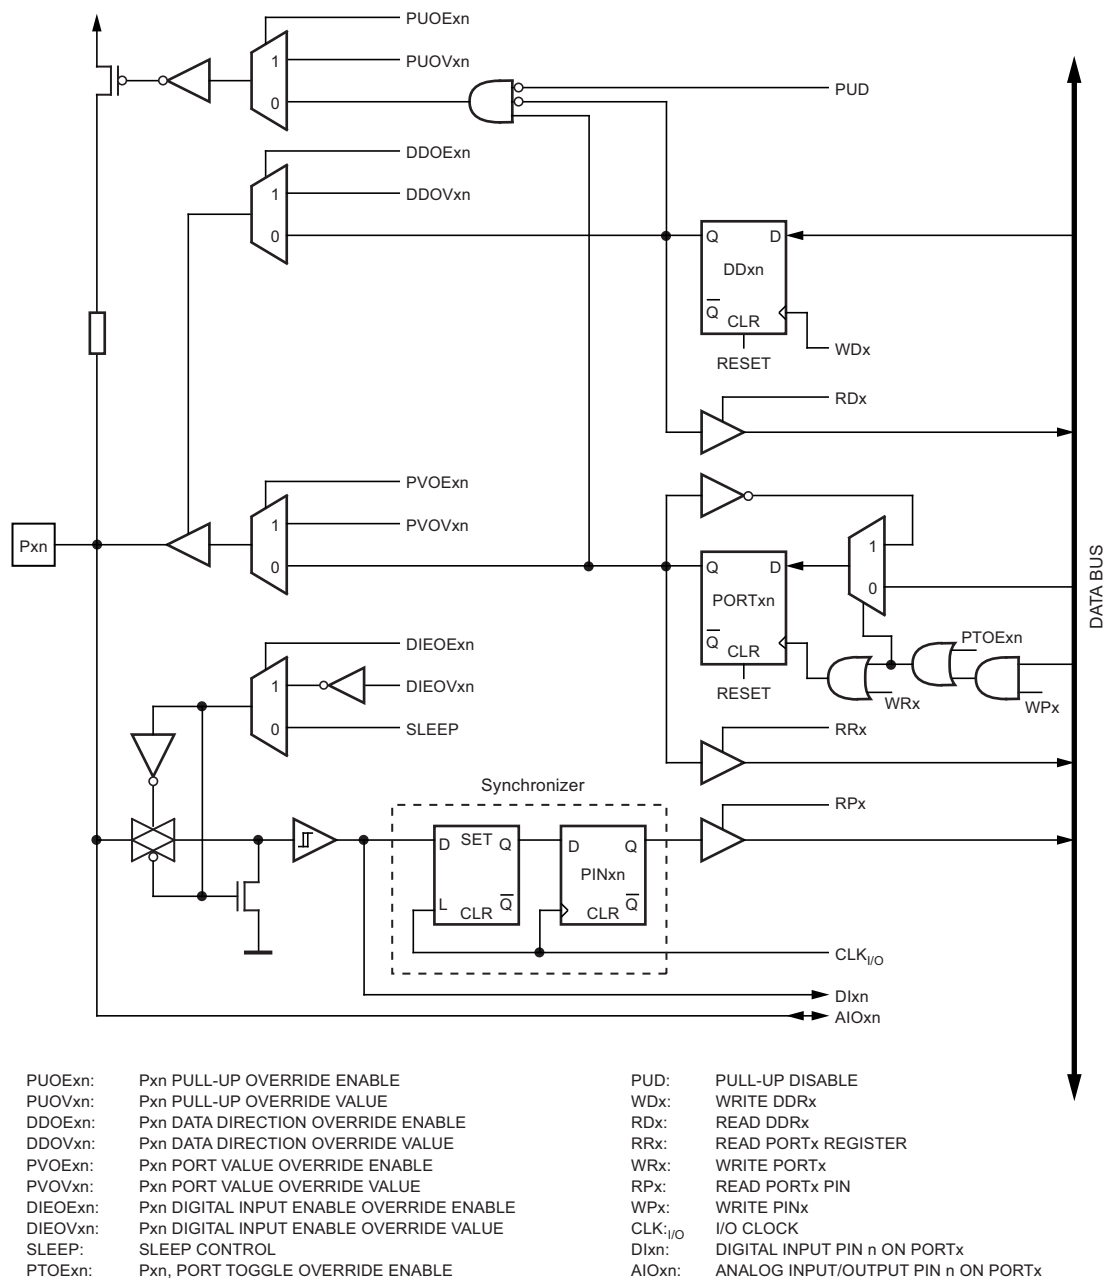 PUOExn
PUOVxn
1
0
PUD
DDOExn
DDOVxn
1
0
Q D
DDxn
Q
CLR
RESET
WDx
RDx
PVOExn
PVOVxn
1
0
Pxn
Q D
PORTxn
Q
CLR
RESET
1
0
DATA BUS
PTOExn
WRx
WPx
DIEOExn
DIEOVxn
1
0
SLEEP
RRx
Synchronizer
RPx
D SET Q
L CLR Q
D Q
PINxn
CLR Q
CLKI/O
DIxn
AIOxn
PUOExn: Pxn PULL-UP OVERRIDE ENABLE
PUOVxn: Pxn PULL-UP OVERRIDE VALUE
DDOExn: Pxn DATA DIRECTION OVERRIDE ENABLE
DDOVxn: Pxn DATA DIRECTION OVERRIDE VALUE
PVOExn: Pxn PORT VALUE OVERRIDE ENABLE
PVOVxn: Pxn PORT VALUE OVERRIDE VALUE
DIEOExn: Pxn DIGITAL INPUT ENABLE OVERRIDE ENABLE
DIEOVxn: Pxn DIGITAL INPUT ENABLE OVERRIDE VALUE
SLEEP: SLEEP CONTROL
PTOExn: Pxn, PORT TOGGLE OVERRIDE ENABLE
PUD: PULL-UP DISABLE
WDx: WRITE DDRx
RDx: READ DDRx
RRx: READ PORTx REGISTER
WRx: WRITE PORTx
RPx: READ PORTx PIN
WPx: WRITE PINx
CLK:I/O I/O CLOCK
DIxn: DIGITAL INPUT PIN n ON PORTx
AIOxn: ANALOG INPUT/OUTPUT PIN n ON PORTx